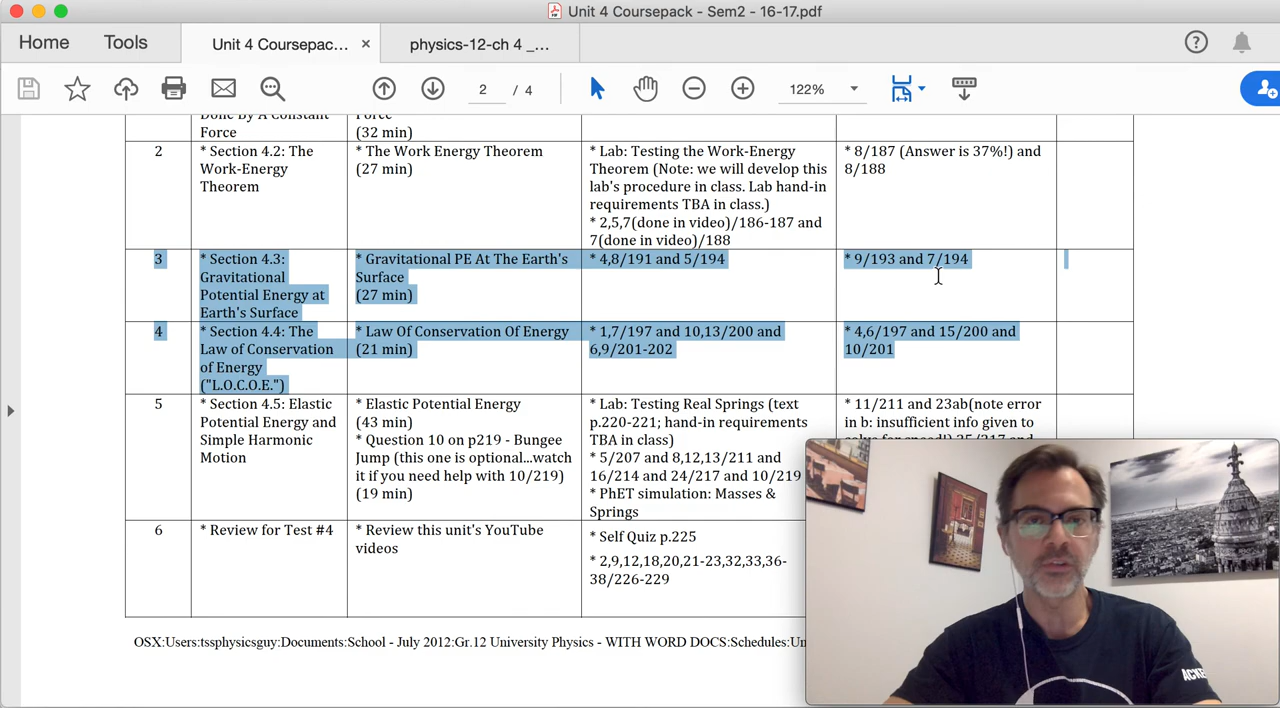 Unit 4 Coursepack - Sem2 - 16-17.pdf
Home
Tools
Unit 4 Coursepac...
physics-12-ch 4 _...
2
/ 4
122%
Done By A Constant
Force
Force
(32 min)
2
* Section 4.2: The
Work-Energy
Theorem
* The Work Energy Theorem
(27 min)
* Lab: Testing the Work-Energy
Theorem (Note: we will develop this
lab's procedure in class. Lab hand-in
requirements TBA in class.)
* 2,5,7(done in video)/186-187 and
7(done in video)/188
* 8/187 (Answer is 37%!) and
8/188
3
* Section 4.3:
Gravitational
Potential Energy at
Earth's Surface
* Gravitational PE At The Earth's
Surface
(27 min)
* 4,8/191 and 5/194
* 9/193 and 7/194
4
* Section 4.4: The
Law of Conservation
of Energy
("L.O.C.O.E.")
* Law Of Conservation Of Energy
(21 min)
* 1,7/197 and 10,13/200 and
6,9/201-202
* 4,6/197 and 15/200 and
10/201
5
* Section 4.5: Elastic
Potential Energy and
Simple Harmonic
Motion
* Elastic Potential Energy
(43 min)
* Question 10 on p219 - Bungee
Jump (this one is optional...watch
it if you need help with 10/219)
(19 min)
* Lab: Testing Real Springs (text
p.220-221; hand-in requirements
TBA in class)
* 5/207 and 8,12,13/211 and
16/214 and 24/217 and 10/219
* PhET simulation: Masses &
Springs
* 11/211 and 23ab(note error
in b: insufficient info given to
6
* Review for Test #4
* Review this unit's YouTube
videos
* Self Quiz p.225
* 2,9,12,18,20,21-23,32,33,36-
38/226-229
OSX:Users:tssphysicsguy:Documents:School - July 2012:Gr.12 University Physics - WITH WORD DOCS:Schedules:Un
ACKE